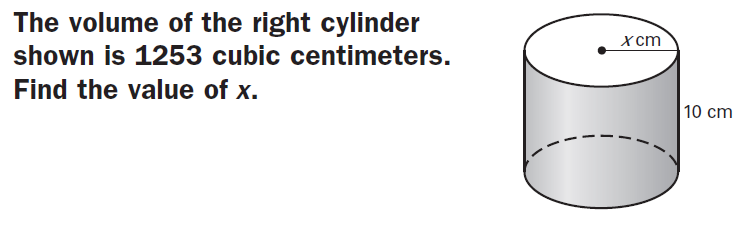 The volume of the right cylinder
shown is 1253 cubic centimeters.
Find the value of x.
x cm
10 cm